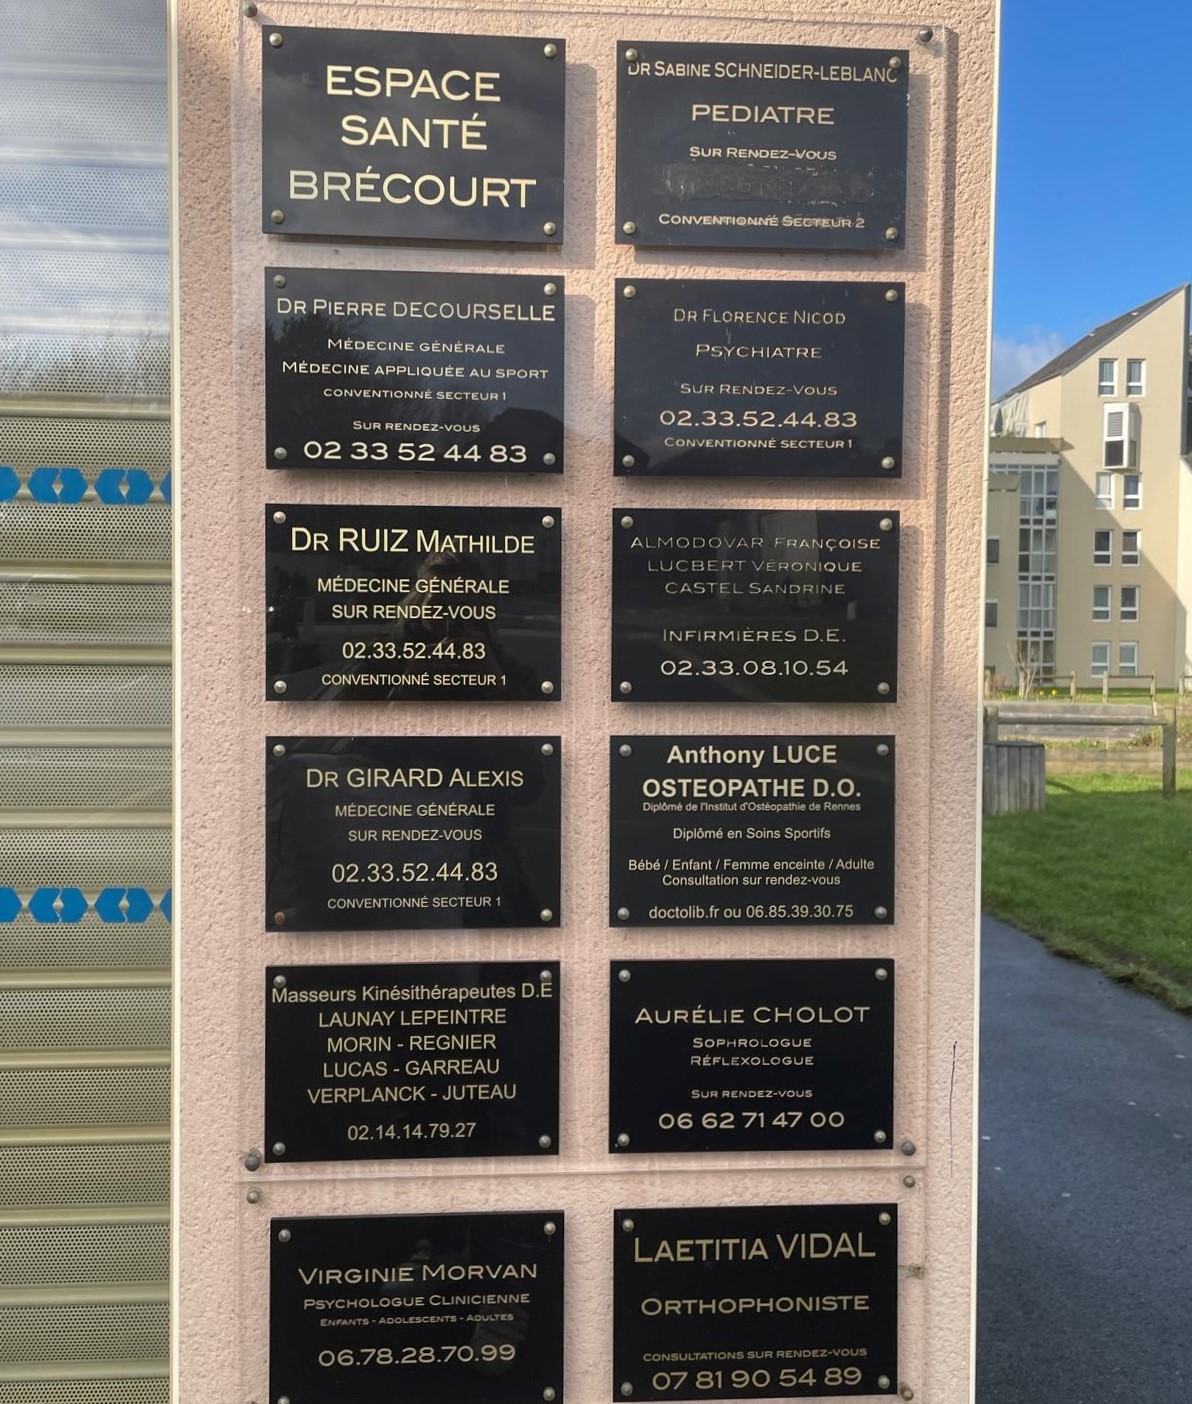 ESPACE
SANTÉ
BRÉCOURT
DR SABINE SCHNEIDER-LEBLANC
PEDIATRE
SUR RENDEZ-VOUS
CONVENTIONNÉ SECTEUR 2
DR PIERRE DECOURSELLE
MÉDECINE GÉNÉRALE
MÉDECINE APPLIQUÉE AU SPORT
CONVENTIONNÉ SECTEUR 1
SUR RENDEZ-VOUS
02 33 52 44 83
DR FLORENCE NICOD
PSYCHIATRE
SUR RENDEZ-VOUS
02.33.52.44.83
CONVENTIONNÉ SECTEUR 1
DR RUIZ MATHILDE
MÉDECINE GÉNÉRALE
SUR RENDEZ-VOUS
02.33.52.44.83
CONVENTIONNÉ SECTEUR 1
ALMODOVAR FRANÇOISE
LUCBERT VÉRONIQUE
CASTEL SANDRINE
INFIRMIÈRES D.E.
02.33.08.10.54
DR GIRARD ALEXIS
MÉDECINE GÉNÉRALE
SUR RENDEZ-VOUS
02.33.52.44.83
CONVENTIONNÉ SECTEUR 1
Anthony LUCE
OSTEOPATHE D.O.
Diplômé de l'Institut d'Ostéopathie de Rennes
Diplômé en Soins Sportifs
Bébé / Enfant / Femme enceinte / Adulte
Consultation sur rendez-vous
doctolib.fr ou 06.85.39.30.75
Masseurs Kinésithérapeutes D.E
LAUNAY LEPEINTRE
MORIN - REGNIER
LUCAS - GARREAU
VERPLANCK - JUTEAU
02.14.14.79.27
AURÉLIE CHOLOT
SOPHROLOGUE
RÉFLEXOLOGUE
SUR RENDEZ-VOUS
06 62 71 47 00
VIRGINIE MORVAN
PSYCHOLOGUE CLINICIENNE
ENFANTS - ADOLESCENTS - ADULTES
06.78.28.70.99
LAETITIA VIDAL
ORTHOPHONISTE
CONSULTATIONS SUR RENDEZ-VOUS
07 81 90 54 89